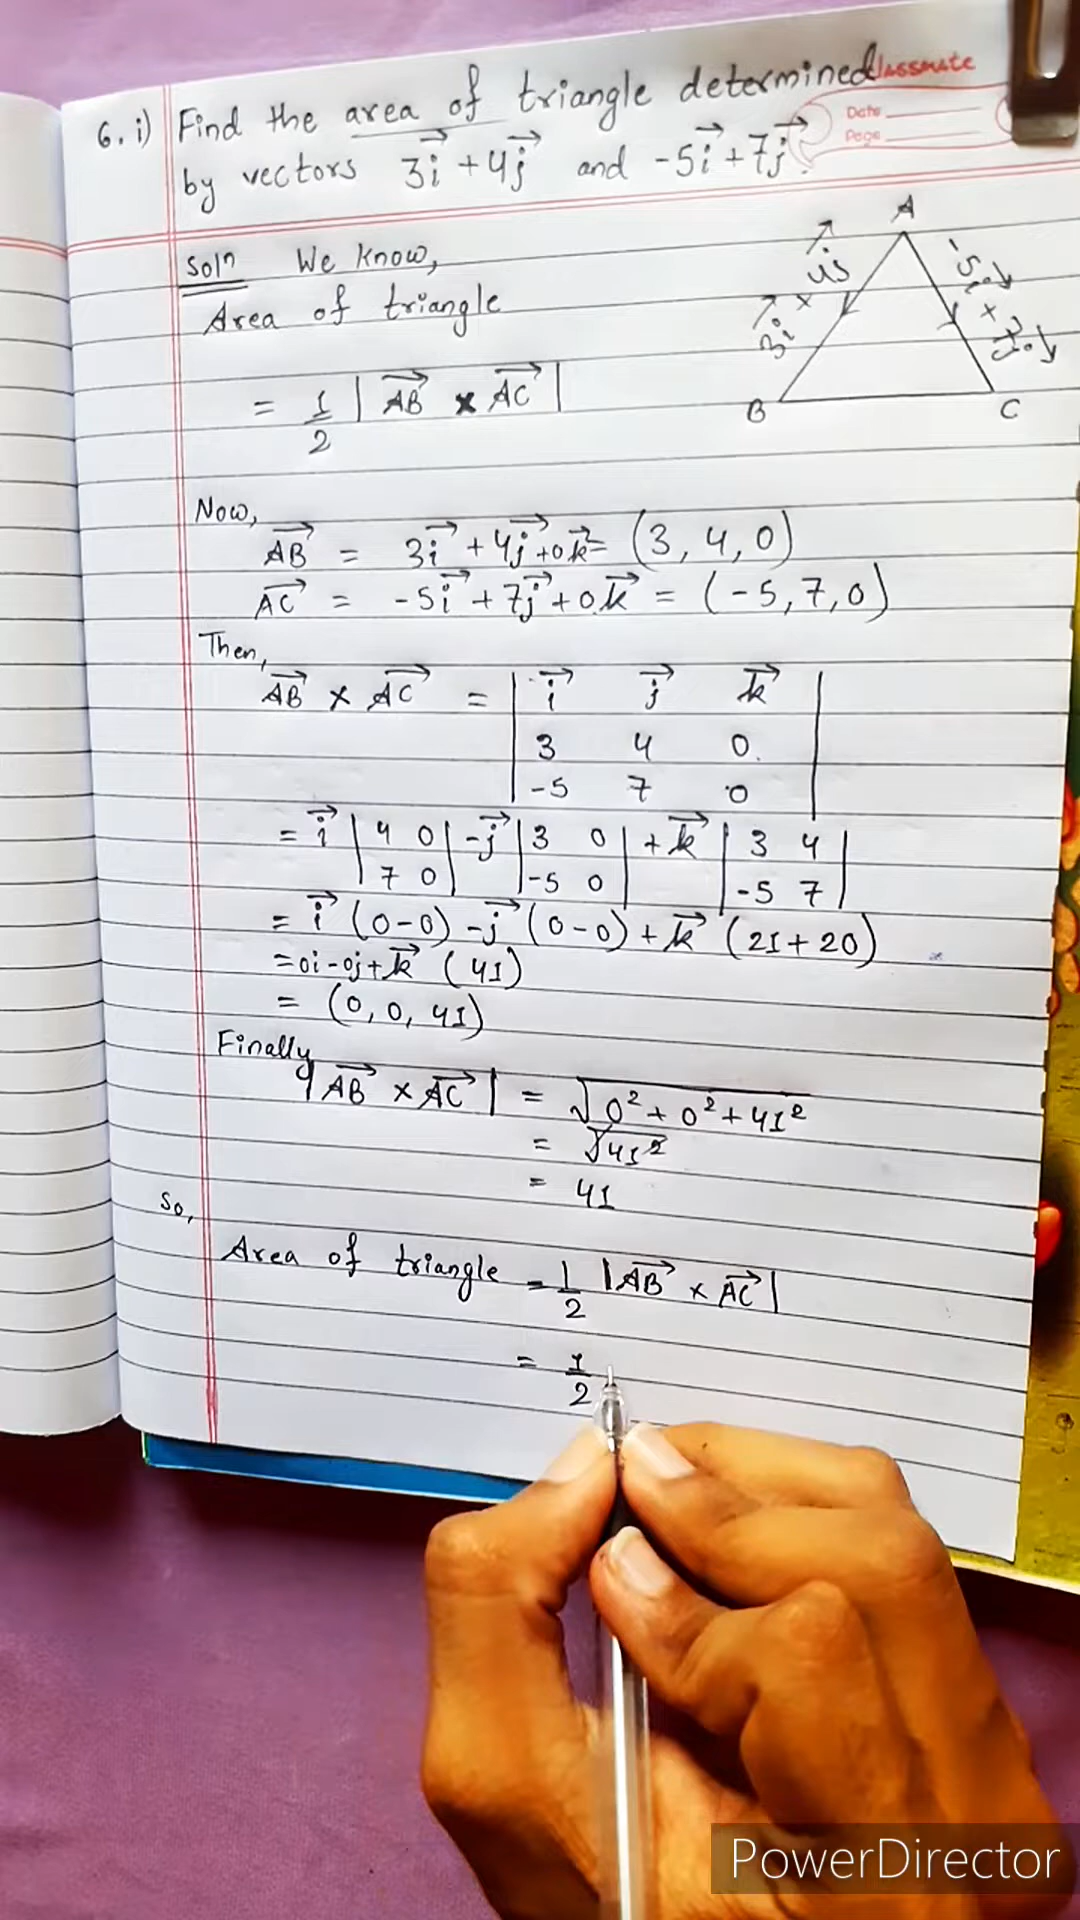 classmate
Date
Page
6. i) Find the area of triangle determined
by vectors 3i⃗ + 4j⃗ and -5i⃗ + 7j⃗.
Solⁿ We know,
Area of triangle
= 1/2 | AB⃗ × AC⃗ |
A
3i⃗ + 4j⃗
-5i⃗ + 7j⃗
B
C
Now,
AB⃗ = 3i⃗ + 4j⃗ + 0k⃗ = (3, 4, 0)
AC⃗ = -5i⃗ + 7j⃗ + 0k⃗ = (-5, 7, 0)
Then,
AB⃗ × AC⃗ = | i⃗ j⃗ k⃗ |
3 4 0
-5 7 0
= i⃗ | 4 0 | - j⃗ | 3 0 | + k⃗ | 3 4 |
7 0 -5 0 -5 7
= i⃗ (0-0) - j⃗ (0-0) + k⃗ (21+20)
= 0i - 0j + k⃗ (41)
= (0, 0, 41)
Finally
| AB⃗ × AC⃗ | = √0² + 0² + 41²
= √41²
= 41
So,
Area of triangle = 1/2 | AB⃗ × AC⃗ |
= 1/2
PowerDirector